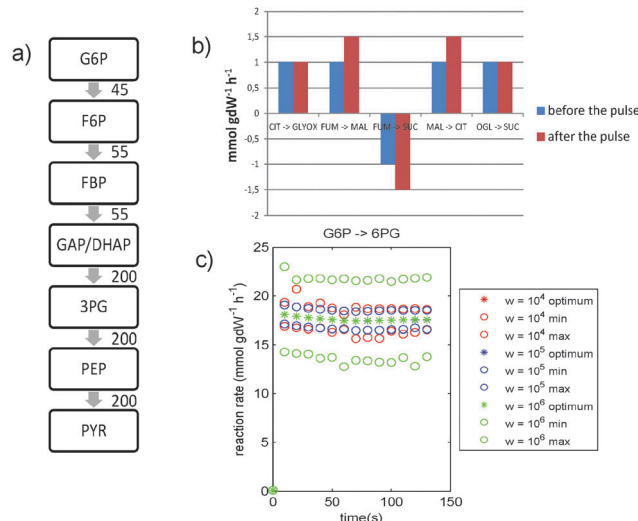 a)
G6P
45
F6P
55
FBP
55
GAP/DHAP
200
3PG
200
PEP
200
PYR
b)
mmol gdW⁻¹ h⁻¹
2
1,5
1
0,5
0
-0,5
-1
-1,5
-2
CIT -> GLYOX FUM -> MAL FUM -> SUC MAL -> CIT OGL -> SUC
before the pulse
after the pulse
c)
G6P -> 6PG
reaction rate (mmol gdW⁻¹ h⁻¹)
25
20
15
10
5
0
0 50 100 150
time(s)
w = 10⁴ optimum
w = 10⁴ min
w = 10⁴ max
w = 10⁵ optimum
w = 10⁵ min
w = 10⁵ max
w = 10⁶ optimum
w = 10⁶ min
w = 10⁶ max